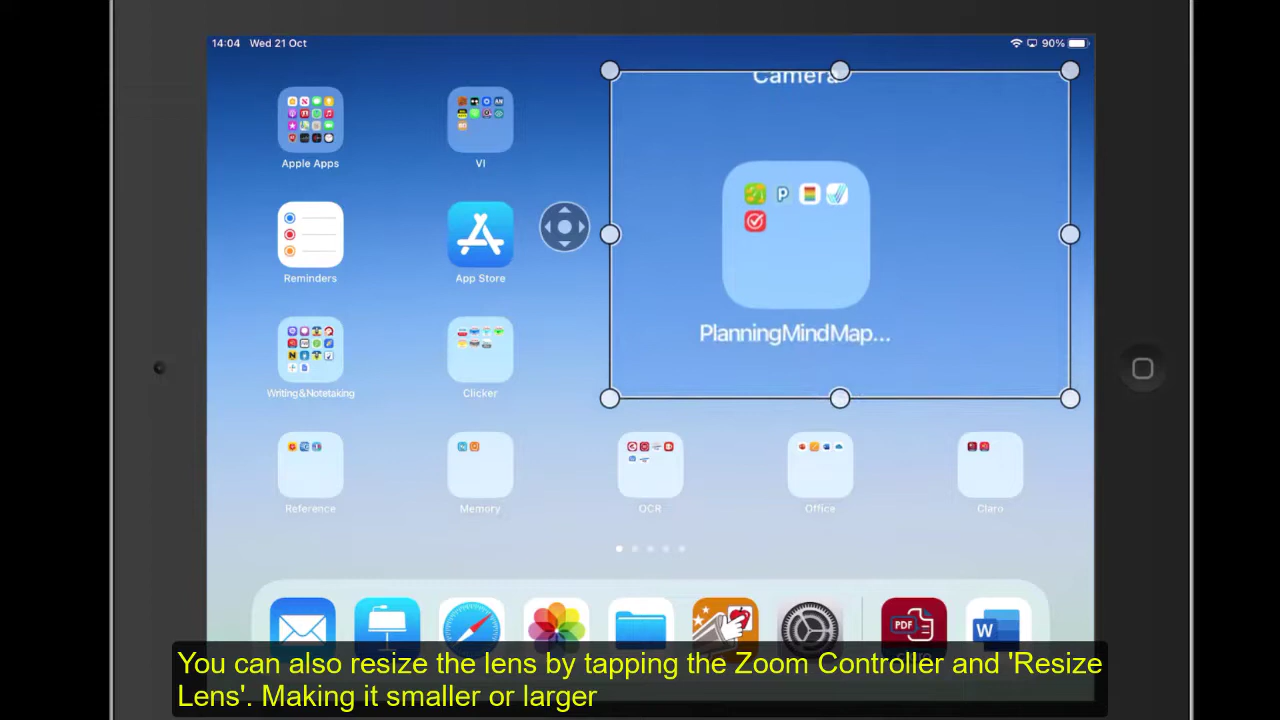 14:04 Wed 21 Oct
90%
Camera
Apple Apps
VI
PlanningMindMap...
Reminders
App Store
Writing&Notetaking
Clicker
Reference
Memory
OCR
Office
Claro
PDF
W
You can also resize the lens by tapping the Zoom Controller and 'Resize
Lens'. Making it smaller or larger